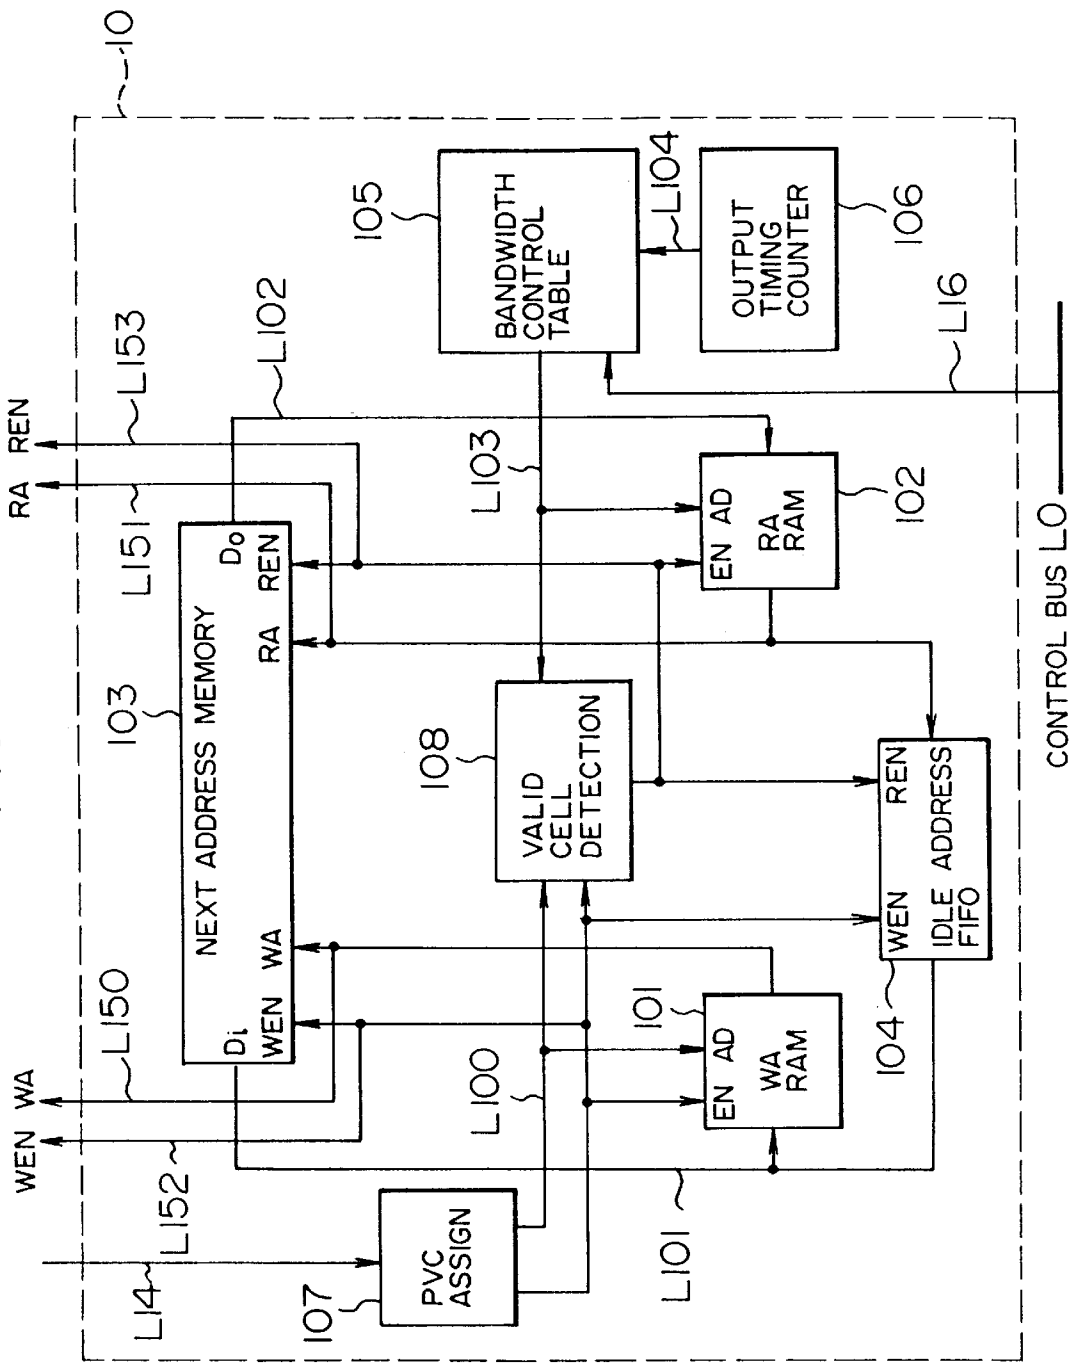 10
WEN WA
RA REN
L14
L152
L150
L151
L153
L102
103
NEXT ADDRESS MEMORY
Di
Do
WEN
WA
RA
REN
107
PVC
ASSIGN
L100
108
VALID
CELL
DETECTION
L103
105
BANDWIDTH
CONTROL
TABLE
L104
OUTPUT
TIMING
COUNTER
106
101
EN AD
WA
RAM
EN AD
RA
RAM
102
L101
104
WEN
REN
IDLE ADDRESS
FIFO
L16
CONTROL BUS L0